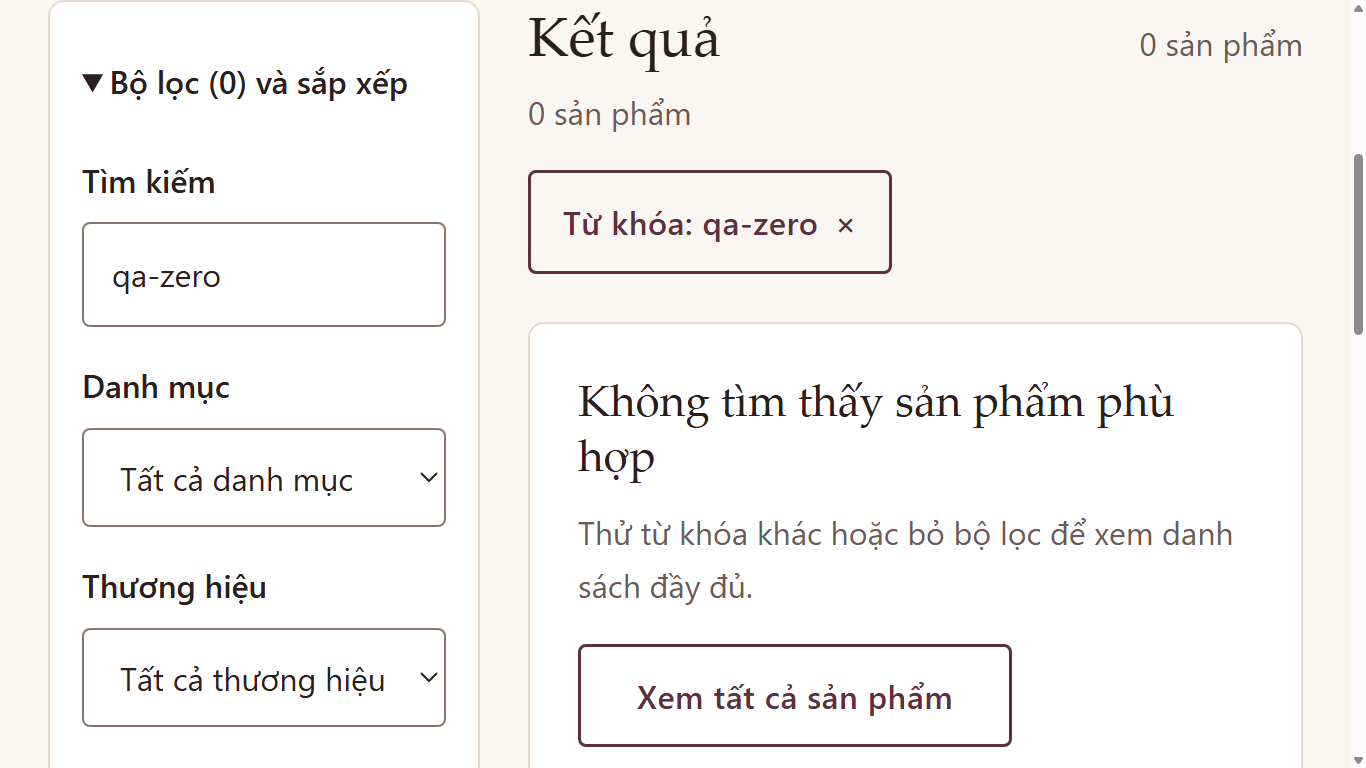 ▼ Bộ lọc (0) và sắp xếp
Tìm kiếm
qa-zero
Danh mục
Tất cả danh mục
Thương hiệu
Tất cả thương hiệu
Kết quả
0 sản phẩm
0 sản phẩm
Từ khóa: qa-zero ×
Không tìm thấy sản phẩm phù
hợp
Thử từ khóa khác hoặc bỏ bộ lọc để xem danh
sách đầy đủ.
Xem tất cả sản phẩm